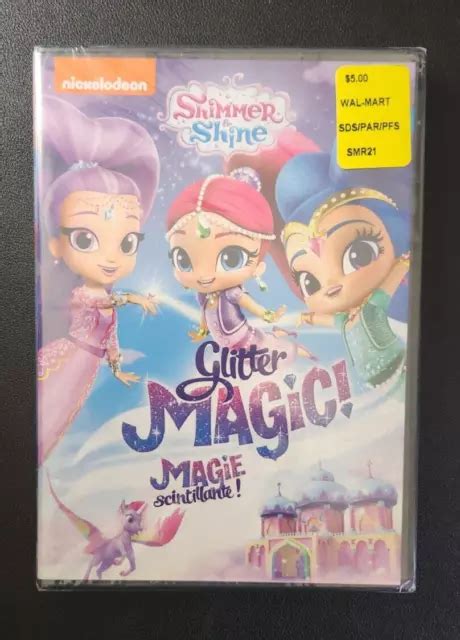 nickelodeon
Shimmer
&
Shine
$5.00
WAL-MART
SDS/PAR/PFS
SMR21
Glitter
MAGIC!
MAGIE
scintillante!